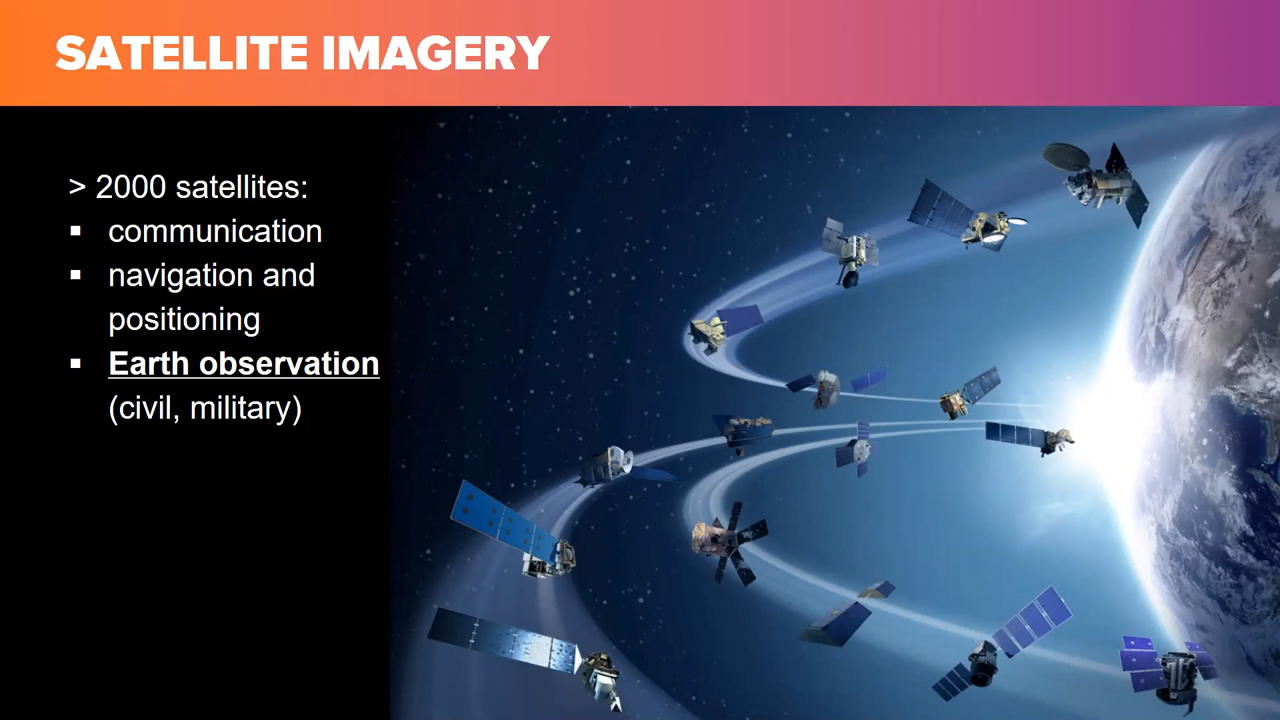 SATELLITE IMAGERY
> 2000 satellites:
▪ communication
▪ navigation and
positioning
▪ Earth observation
(civil, military)